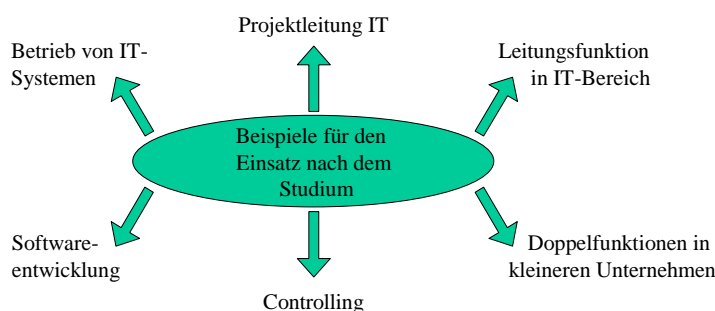 Projektleitung IT
Betrieb von IT-
Systemen
Leitungsfunktion
in IT-Bereich
Beispiele für den
Einsatz nach dem
Studium
Software-
entwicklung
Doppelfunktionen in
kleineren Unternehmen
Controlling